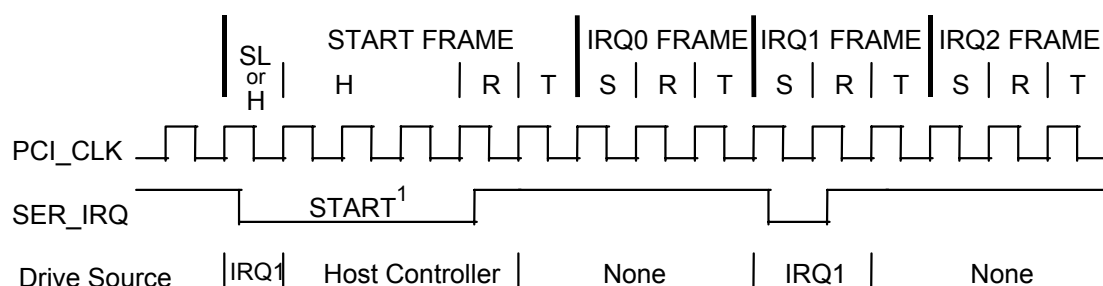 START FRAME IRQ0 FRAME IRQ1 FRAME IRQ2 FRAME
SL
or
H
H R T S R T S R T S R T
PCI_CLK
SER_IRQ START1
Drive Source IRQ1 Host Controller None IRQ1 None